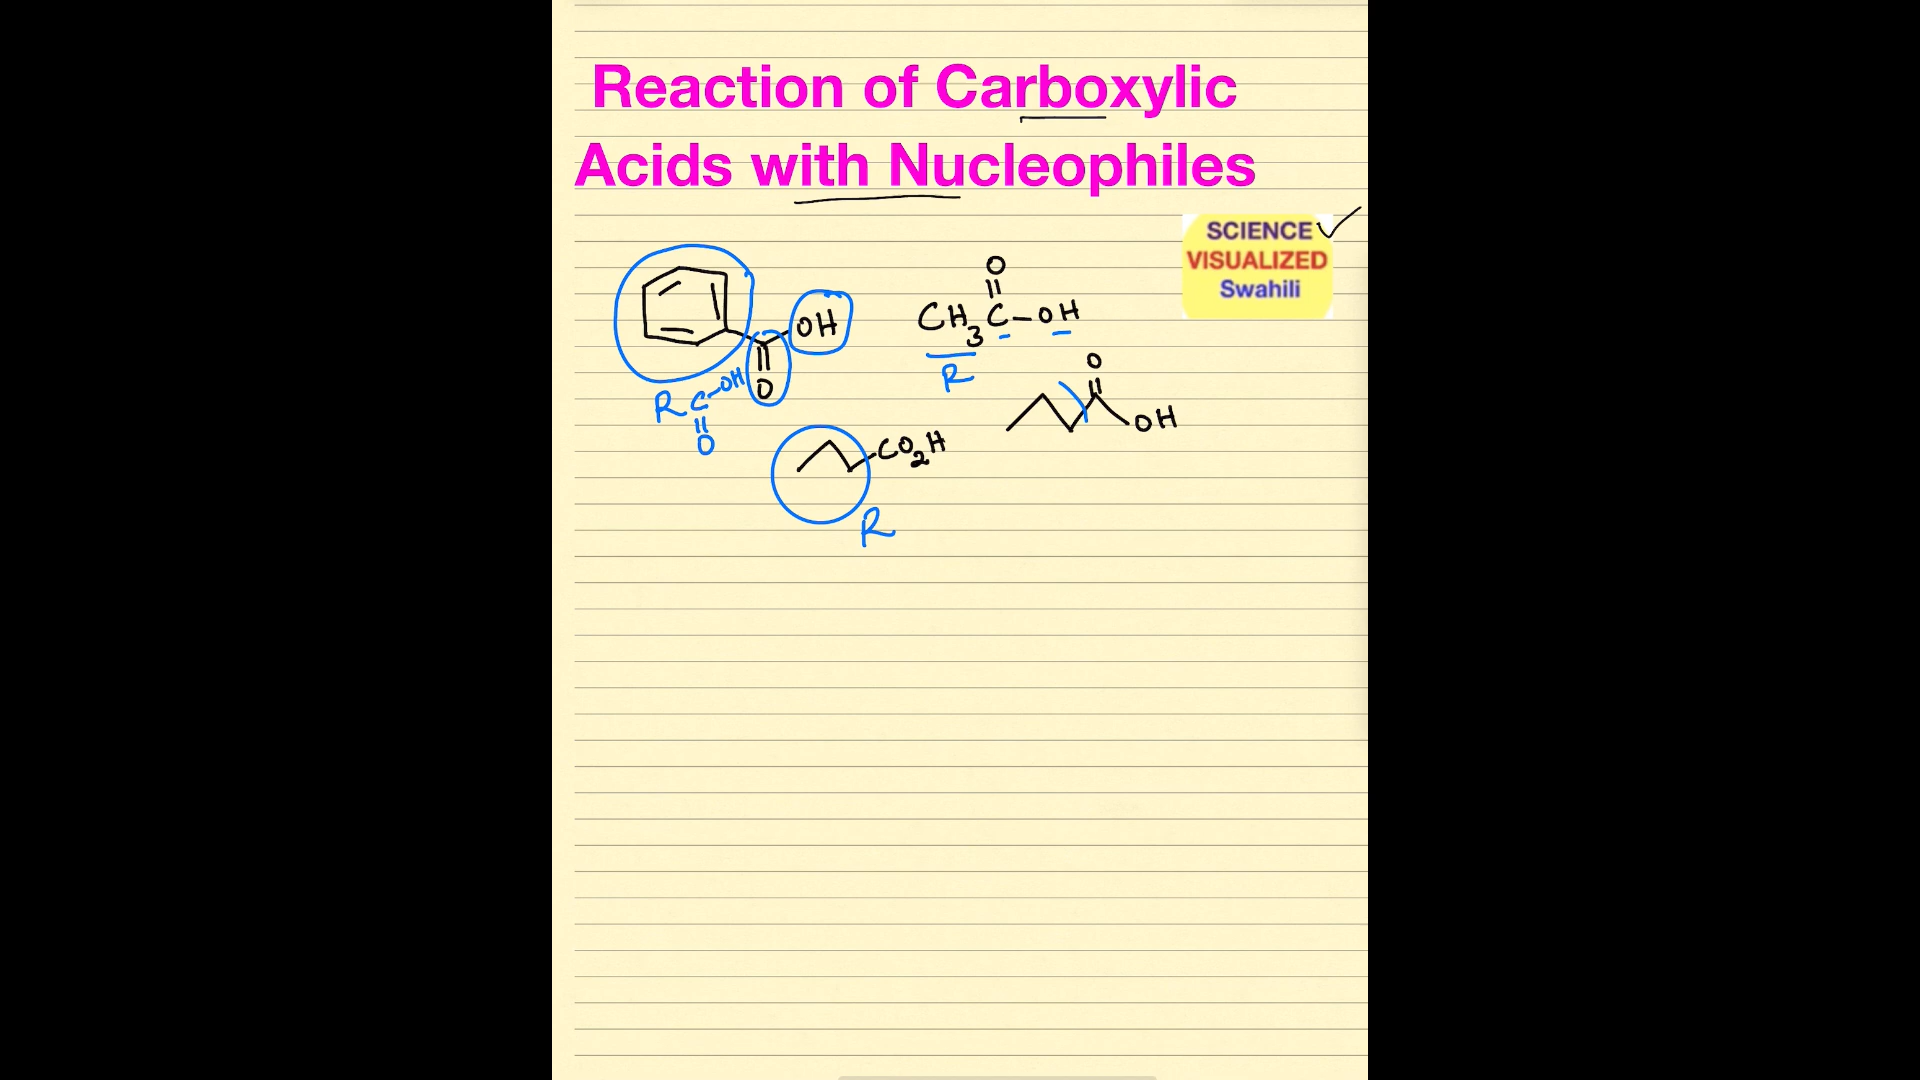 Reaction of Carboxylic
Acids with Nucleophiles
SCIENCE
VISUALIZED
Swahili
OH
O
R C-OH
O
O
CH3C-OH
R
O
OH
CO2H
R